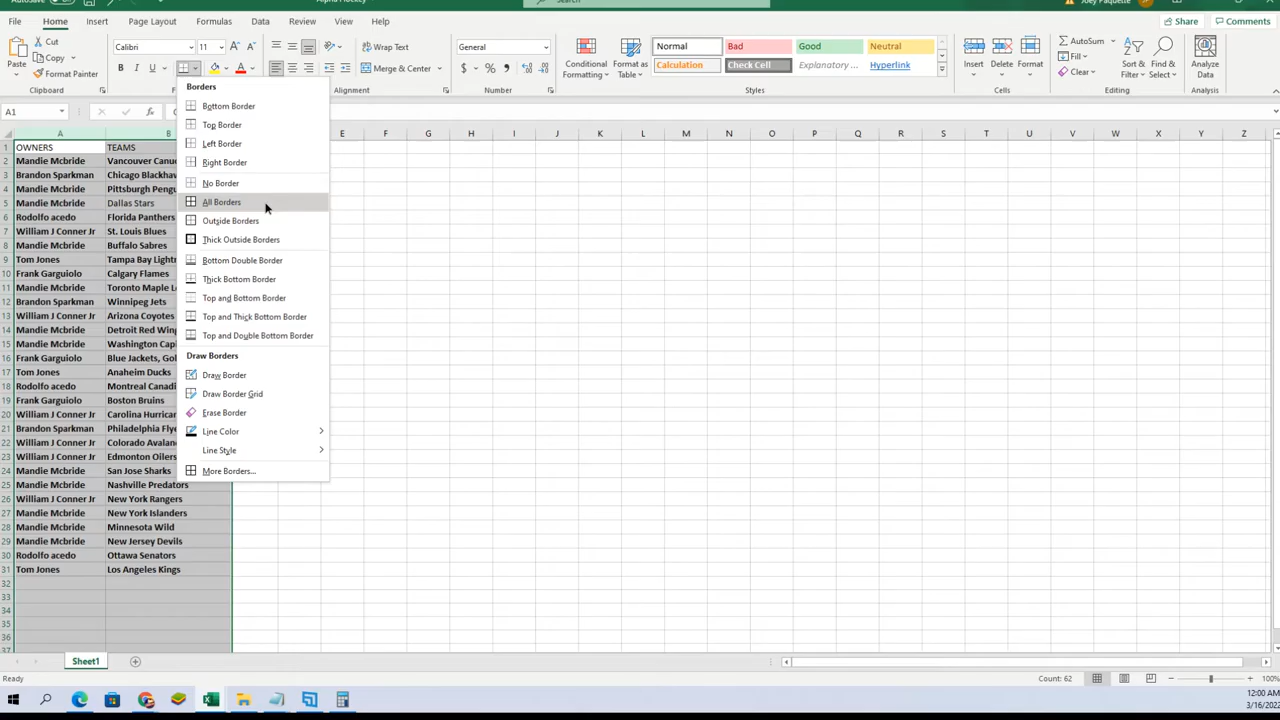 AutoSave
Alpha Hockey
Search
Joey Paquette
File Home Insert Page Layout Formulas Data Review View Help
Share Comments
Cut
Copy
Format Painter
Paste
Clipboard
Calibri 11
B I U
Wrap Text
Merge & Center
Alignment
General
$ % ,
Number
Conditional Formatting
Format as Table
Normal Bad Good Neutral
Calculation Check Cell Explanatory ... Hyperlink
Styles
Insert Delete Format
Cells
AutoSum
Fill
Clear
Sort & Filter
Find & Select
Editing
Analyze Data
Analysis
A1
fx
A B E F G H I J K L M N O P Q R S T U V W X Y Z
1 OWNERS TEAMS
2 Mandie Mcbride Vancouver Canuc
3 Brandon Sparkman Chicago Blackhav
4 Mandie Mcbride Pittsburgh Pengu
5 Mandie Mcbride Dallas Stars
6 Rodolfo acedo Florida Panthers
7 William J Conner Jr St. Louis Blues
8 Mandie Mcbride Buffalo Sabres
9 Tom Jones Tampa Bay Lightn
10 Frank Garguiolo Calgary Flames
11 Mandie Mcbride Toronto Maple L
12 Brandon Sparkman Winnipeg Jets
13 William J Conner Jr Arizona Coyotes
14 Mandie Mcbride Detroit Red Wing
15 Mandie Mcbride Washington Capi
16 Frank Garguiolo Blue Jackets, Gol
17 Tom Jones Anaheim Ducks
18 Rodolfo acedo Montreal Canadi
19 Frank Garguiolo Boston Bruins
20 William J Conner Jr Carolina Hurrican
21 Brandon Sparkman Philadelphia Flye
22 William J Conner Jr Colorado Avalan
23 William J Conner Jr Edmonton Oilers
24 Mandie Mcbride San Jose Sharks
25 Mandie Mcbride Nashville Predators
26 William J Conner Jr New York Rangers
27 Mandie Mcbride New York Islanders
28 Mandie Mcbride Minnesota Wild
29 Mandie Mcbride New Jersey Devils
30 Rodolfo acedo Ottawa Senators
31 Tom Jones Los Angeles Kings
32
33
34
35
36
37
Borders
Bottom Border
Top Border
Left Border
Right Border
No Border
All Borders
Outside Borders
Thick Outside Borders
Bottom Double Border
Thick Bottom Border
Top and Bottom Border
Top and Thick Bottom Border
Top and Double Bottom Border
Draw Borders
Draw Border
Draw Border Grid
Erase Border
Line Color
Line Style
More Borders...
Sheet1
Ready
Count: 62
100%
12:00 AM
3/16/2022